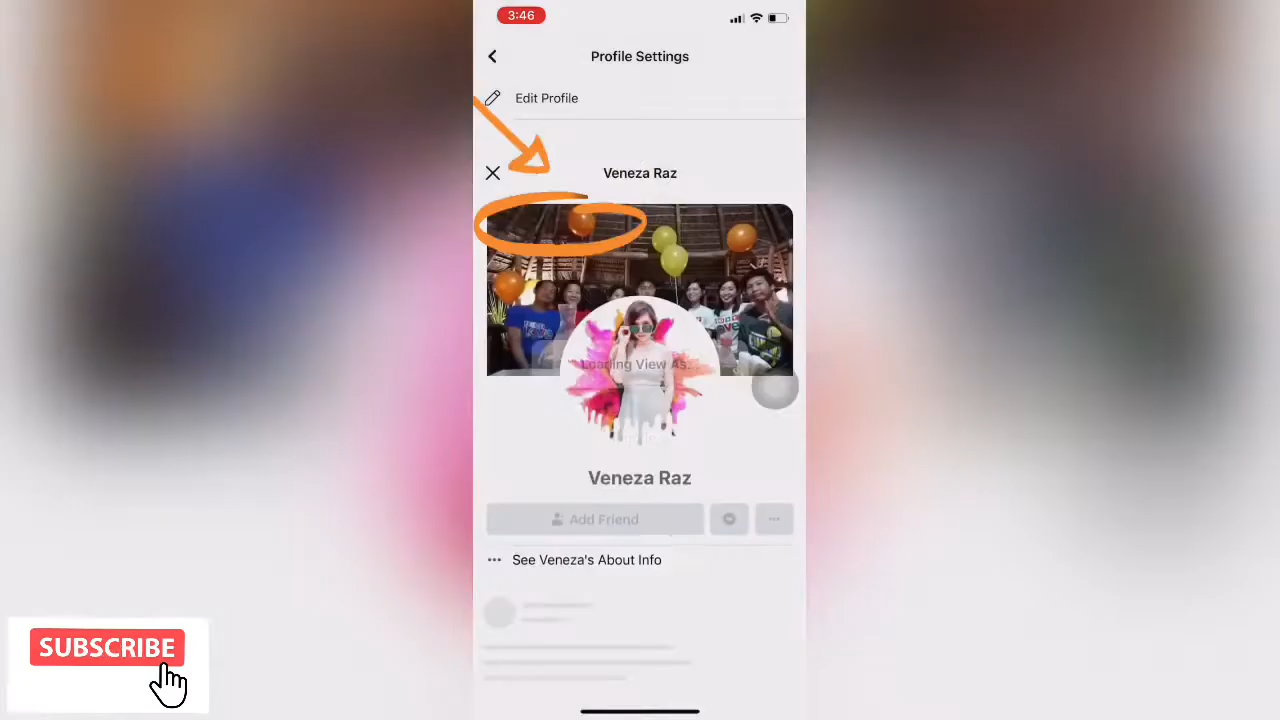 3:46
Profile Settings
Edit Profile
Veneza Raz
Loading View As...
Veneza Raz
Add Friend
See Veneza's About Info
SUBSCRIBE